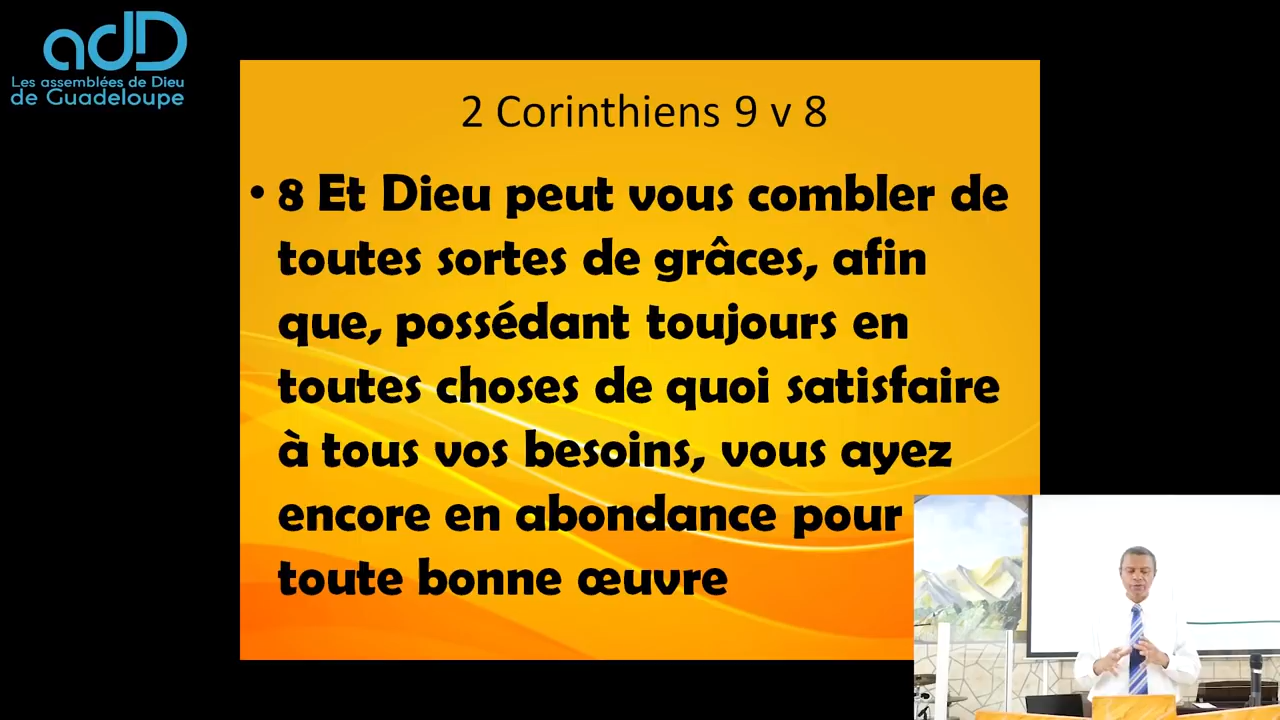 adD
Les assemblées de Dieu
de Guadeloupe
2 Corinthiens 9 v 8
• 8 Et Dieu peut vous combler de
toutes sortes de grâces, afin
que, possédant toujours en
toutes choses de quoi satisfaire
à tous vos besoins, vous ayez
encore en abondance pour
toute bonne œuvre